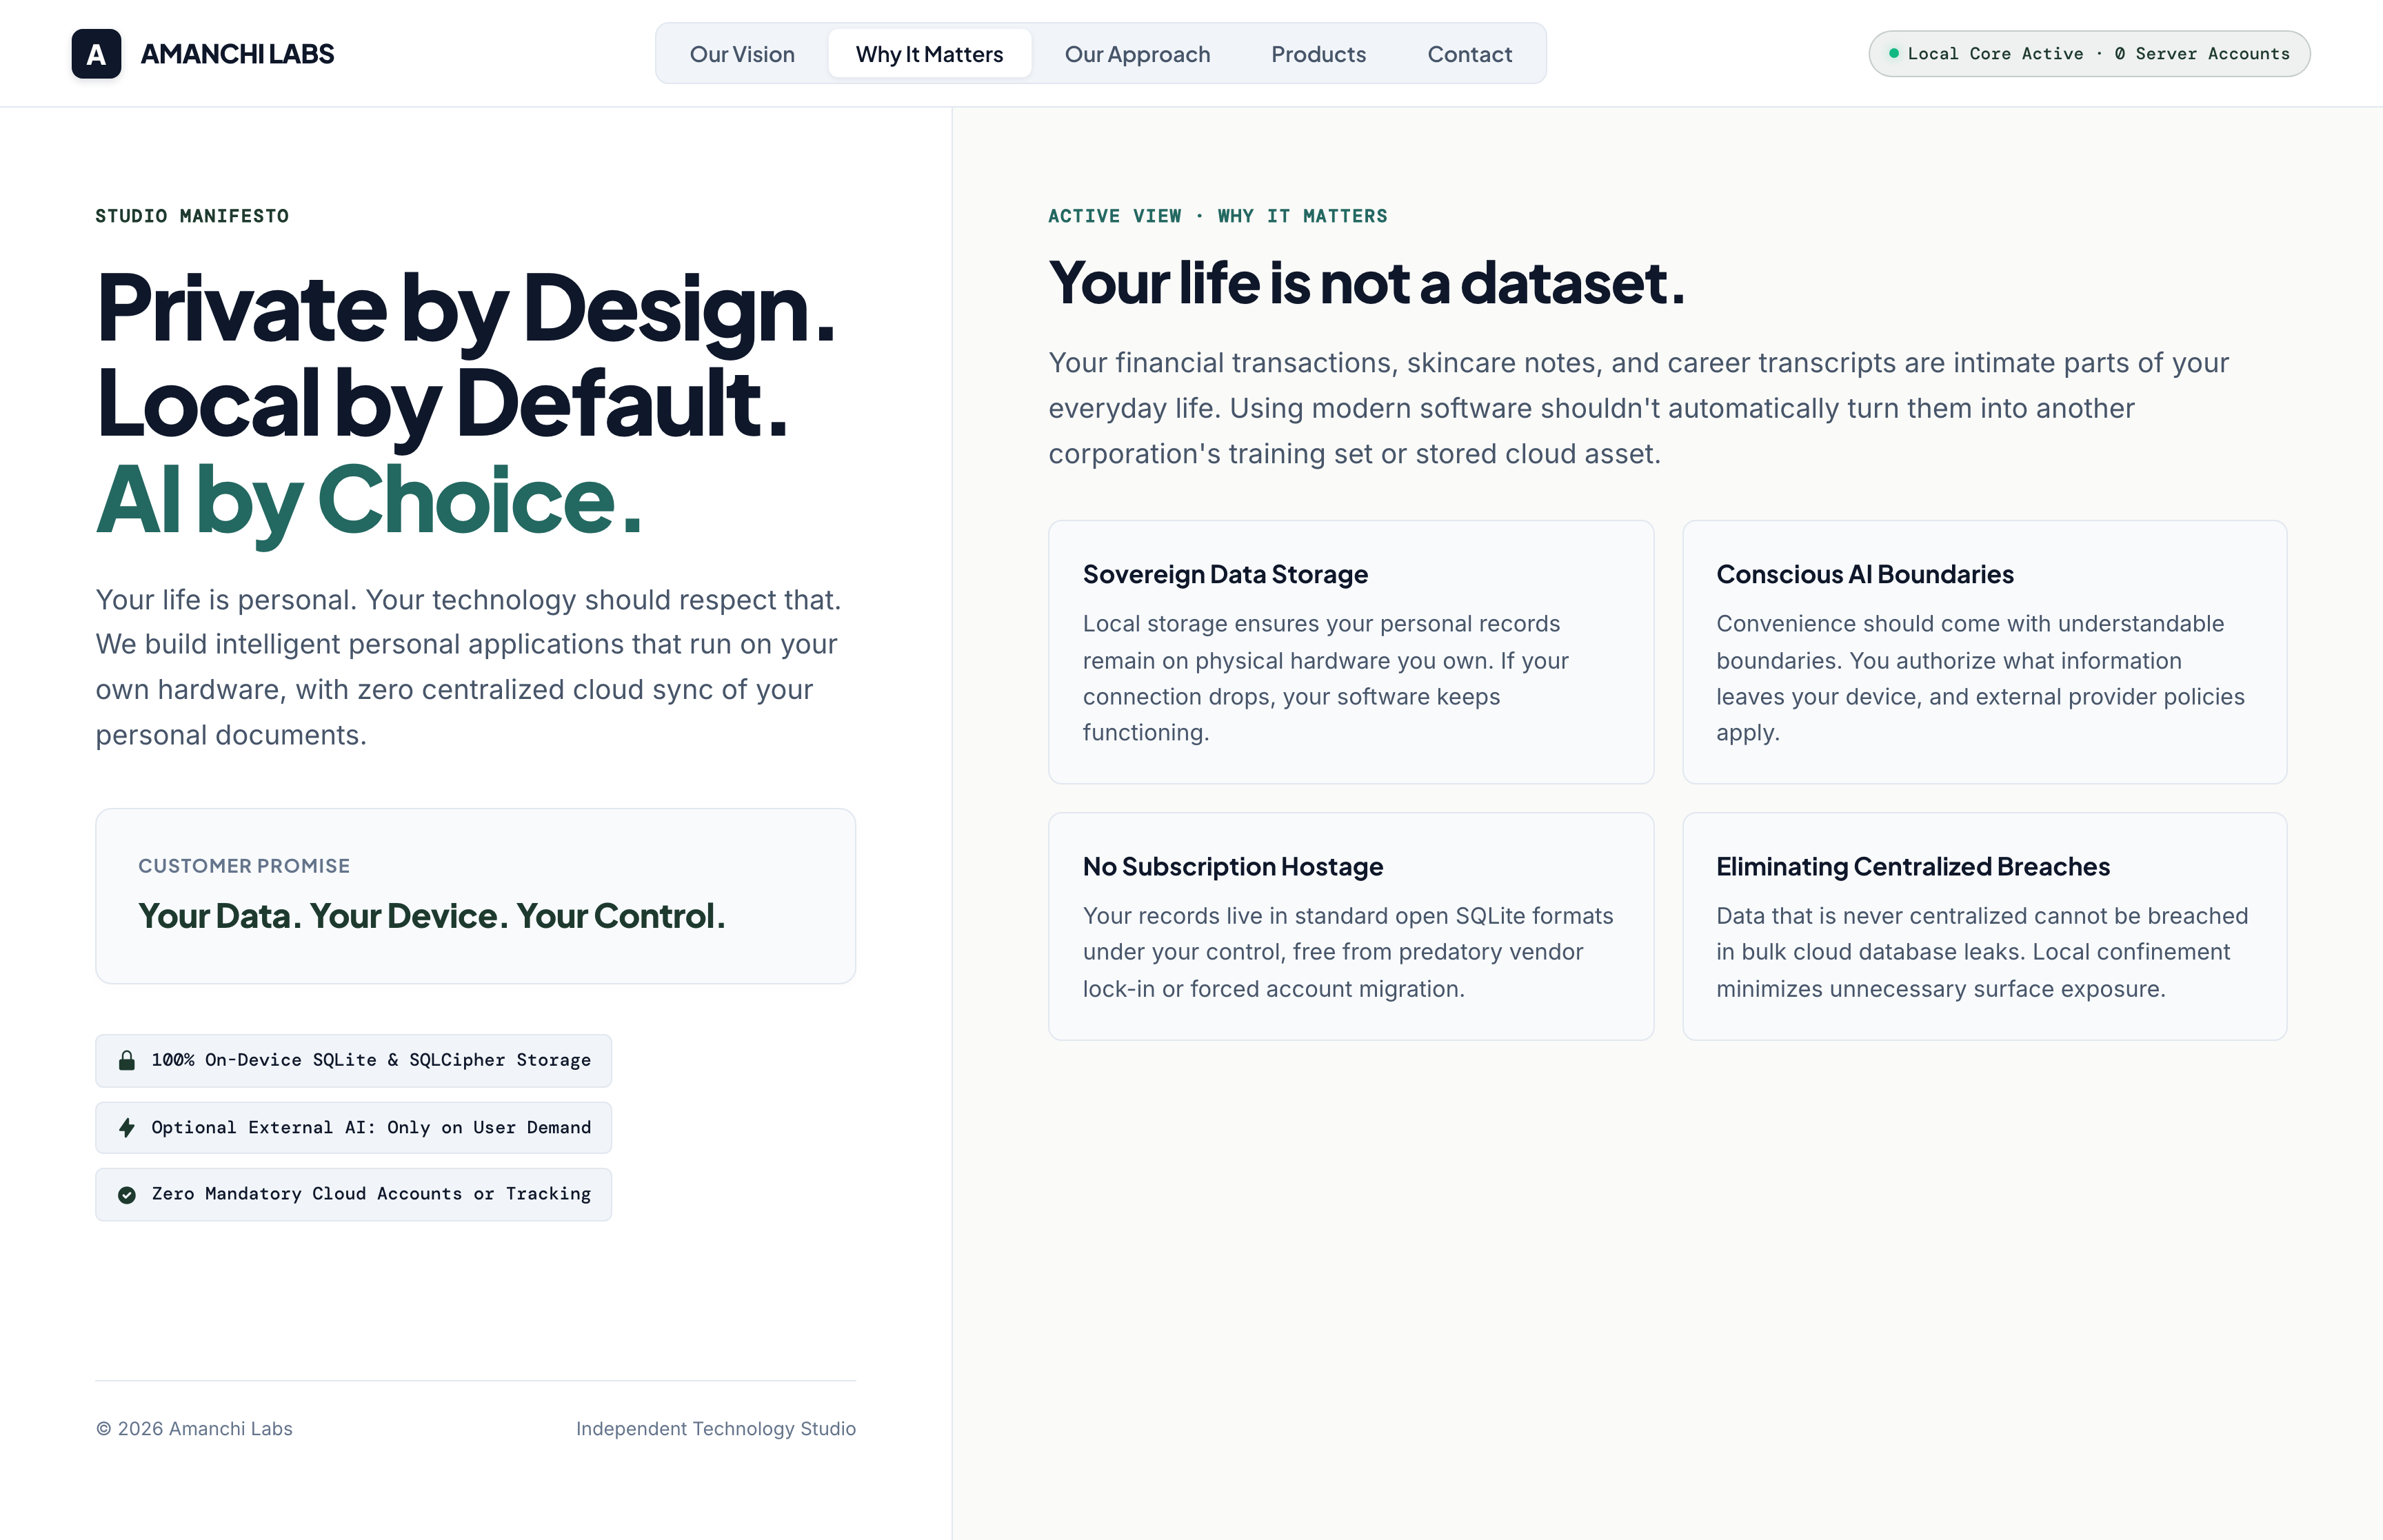 A
AMANCHI LABS
Our Vision
Why It Matters
Our Approach
Products
Contact
Local Core Active · 0 Server Accounts
STUDIO MANIFESTO
Private by Design.
Local by Default.
AI by Choice.
Your life is personal. Your technology should respect that.
We build intelligent personal applications that run on your
own hardware, with zero centralized cloud sync of your
personal documents.
CUSTOMER PROMISE
Your Data. Your Device. Your Control.
100% On-Device SQLite & SQLCipher Storage
Optional External AI: Only on User Demand
Zero Mandatory Cloud Accounts or Tracking
© 2026 Amanchi Labs
Independent Technology Studio
ACTIVE VIEW · WHY IT MATTERS
Your life is not a dataset.
Your financial transactions, skincare notes, and career transcripts are intimate parts of your
everyday life. Using modern software shouldn't automatically turn them into another
corporation's training set or stored cloud asset.
Sovereign Data Storage
Local storage ensures your personal records
remain on physical hardware you own. If your
connection drops, your software keeps
functioning.
Conscious AI Boundaries
Convenience should come with understandable
boundaries. You authorize what information
leaves your device, and external provider policies
apply.
No Subscription Hostage
Your records live in standard open SQLite formats
under your control, free from predatory vendor
lock-in or forced account migration.
Eliminating Centralized Breaches
Data that is never centralized cannot be breached
in bulk cloud database leaks. Local confinement
minimizes unnecessary surface exposure.